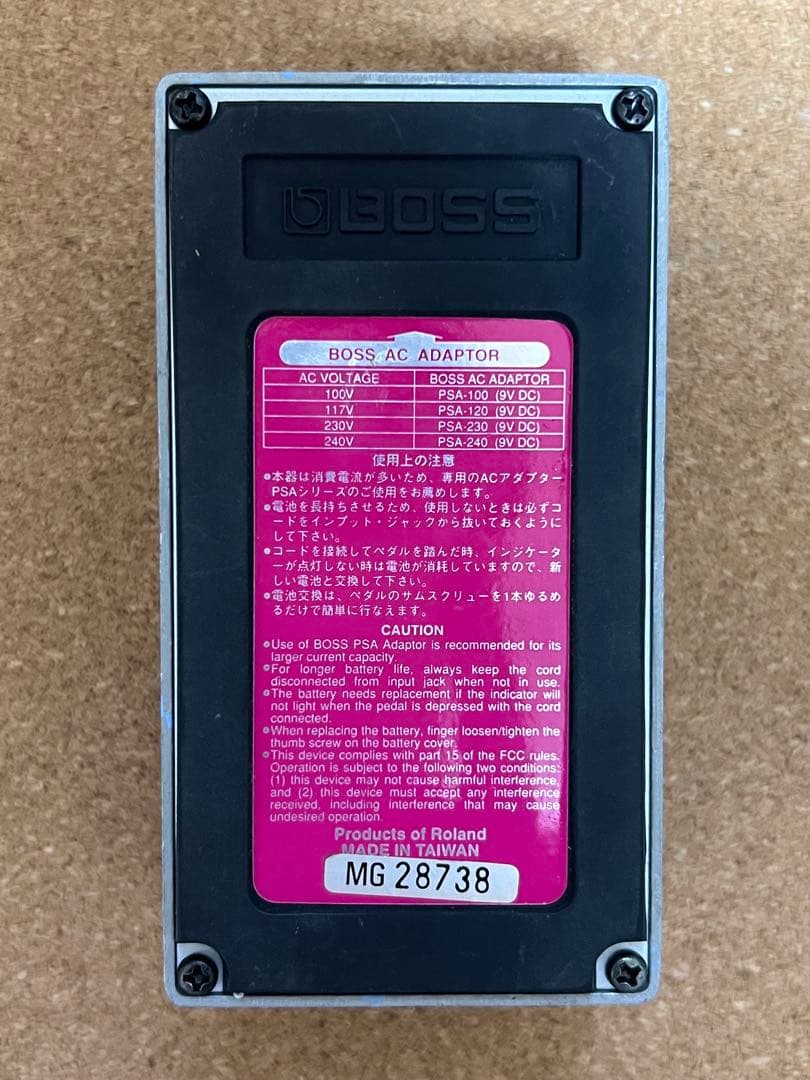 BOSS
BOSS AC ADAPTOR
AC VOLTAGE BOSS AC ADAPTOR
100V PSA-100 (9V DC)
117V PSA-120 (9V DC)
230V PSA-230 (9V DC)
240V PSA-240 (9V DC)
使用上の注意
●本器は消費電流が多いため、専用のACアダプター
PSAシリーズのご使用をお薦めします。
●電池を長持ちさせるため、使用しないときは必ずコ
ードをインプット・ジャックから抜いておくように
して下さい。
●コードを接続してペダルを踏んだ時、インジケータ
ーが点灯しない時は電池が消耗していますので、新
しい電池と交換して下さい。
●電池交換は、ペダルのサムスクリューを1本ゆるめ
るだけで簡単に行なえます。
CAUTION
●Use of BOSS PSA Adaptor is recommended for its
larger current capacity.
●For longer battery life, always keep the cord
disconnected from input jack when not in use.
●The battery needs replacement if the indicator will
not light when the pedal is depressed with the cord
connected.
●When replacing the battery, finger loosen/tighten the
thumb screw on the battery cover.
●This device complies with part 15 of the FCC rules.
Operation is subject to the following two conditions:
(1) this device may not cause harmful interference,
and (2) this device must accept any interference
received, including interference that may cause
undesired operation.
Products of Roland
MADE IN TAIWAN
MG 28738